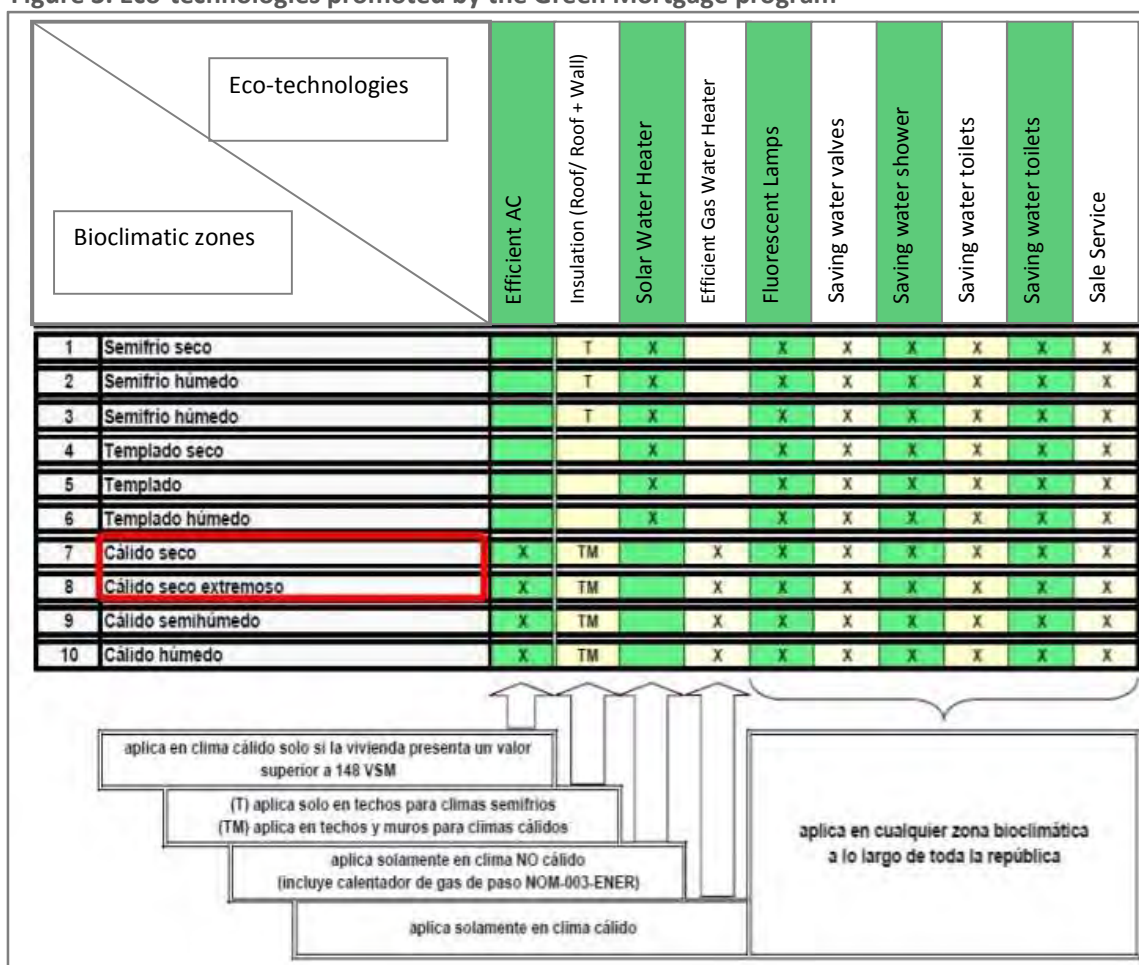 Figure 3. Eco-technologies promoted by the Green Mortgage program
Eco-technologies
Bioclimatic zones
Efficient AC
Insulation (Roof/ Roof + Wall)
Solar Water Heater
Efficient Gas Water Heater
Fluorescent Lamps
Saving water valves
Saving water shower
Saving water toilets
Saving water toilets
Sale Service
1 Semifrio seco T X X X X X X X
2 Semifrio húmedo T X X X X X X X
3 Semifrio húmedo T X X X X X X X
4 Templado seco X X X X X X X
5 Templado X X X X X X X
6 Templado húmedo X X X X X X X
7 Cálido seco X TM X X X X X X X
8 Cálido seco extremoso X TM X X X X X X X
9 Cálido semihúmedo X TM X X X X X X X
10 Cálido húmedo X TM X X X X X X X
aplica en clima cálido solo si la vivienda presenta un valor
superior a 148 VSM
(T) aplica solo en techos para climas semifrios
(TM) aplica en techos y muros para climas cálidos
aplica solamente en clima NO cálido
(incluye calentador de gas de paso NOM-003-ENER)
aplica solamente en clima cálido
aplica en cualquier zona bioclimática
a lo largo de toda la república